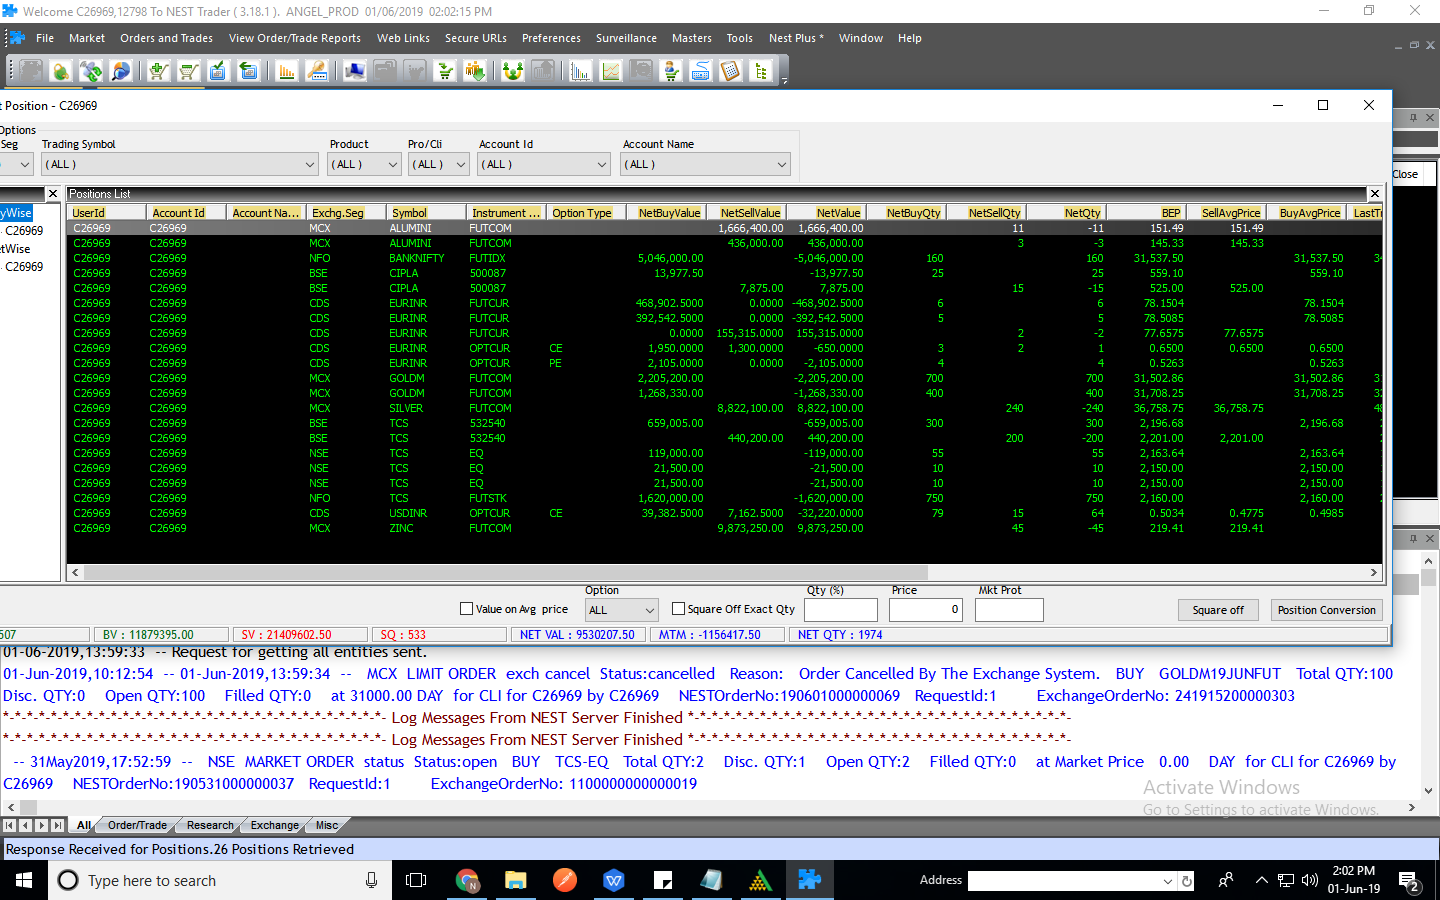 Welcome C26969,12798 To NEST Trader ( 3.18.1 ). ANGEL_PROD 01/06/2019 02:02:15 PM
File Market Orders and Trades View Order/Trade Reports Web Links Secure URLs Preferences Surveillance Masters Tools Nest Plus * Window Help
t Position - C26969
Options
Seg Trading Symbol Product Pro/Cli Account Id Account Name
( ALL ) ( ALL ) ( ALL ) ( ALL ) ( ALL )
Close
Positions List
yWise
C26969
etWise
C26969
UserId Account Id Account Na... Exchg.Seg Symbol Instrument ... Option Type NetBuyValue NetSellValue NetValue NetBuyQty NetSellQty NetQty BEP SellAvgPrice BuyAvgPrice LastTr
C26969 C26969 MCX ALUMINI FUTCOM 1,666,400.00 1,666,400.00 11 -11 151.49 151.49
C26969 C26969 MCX ALUMINI FUTCOM 436,000.00 436,000.00 3 -3 145.33 145.33
C26969 C26969 NFO BANKNIFTY FUTIDX 5,046,000.00 -5,046,000.00 160 160 31,537.50 31,537.50
C26969 C26969 BSE CIPLA 500087 13,977.50 -13,977.50 25 25 559.10 559.10
C26969 C26969 BSE CIPLA 500087 7,875.00 7,875.00 15 -15 525.00 525.00
C26969 C26969 CDS EURINR FUTCUR 468,902.5000 0.0000 -468,902.5000 6 6 78.1504 78.1504
C26969 C26969 CDS EURINR FUTCUR 392,542.5000 0.0000 -392,542.5000 5 5 78.5085 78.5085
C26969 C26969 CDS EURINR FUTCUR 0.0000 155,315.0000 155,315.0000 2 -2 77.6575 77.6575
C26969 C26969 CDS EURINR OPTCUR CE 1,950.0000 1,300.0000 -650.0000 3 2 1 0.6500 0.6500 0.6500
C26969 C26969 CDS EURINR OPTCUR PE 2,105.0000 0.0000 -2,105.0000 4 4 0.5263 0.5263
C26969 C26969 MCX GOLDM FUTCOM 2,205,200.00 -2,205,200.00 700 700 31,502.86 31,502.86
C26969 C26969 MCX GOLDM FUTCOM 1,268,330.00 -1,268,330.00 400 400 31,708.25 31,708.25
C26969 C26969 MCX SILVER FUTCOM 8,822,100.00 8,822,100.00 240 -240 36,758.75 36,758.75
C26969 C26969 BSE TCS 532540 659,005.00 -659,005.00 300 300 2,196.68 2,196.68
C26969 C26969 BSE TCS 532540 440,200.00 440,200.00 200 -200 2,201.00 2,201.00
C26969 C26969 NSE TCS EQ 119,000.00 -119,000.00 55 55 2,163.64 2,163.64
C26969 C26969 NSE TCS EQ 21,500.00 -21,500.00 10 10 2,150.00 2,150.00
C26969 C26969 NSE TCS EQ 21,500.00 -21,500.00 10 10 2,150.00 2,150.00
C26969 C26969 NFO TCS FUTSTK 1,620,000.00 -1,620,000.00 750 750 2,160.00 2,160.00
C26969 C26969 CDS USDINR OPTCUR CE 39,382.5000 7,162.5000 -32,220.0000 79 15 64 0.5034 0.4775 0.4985
C26969 C26969 MCX ZINC FUTCOM 9,873,250.00 9,873,250.00 45 -45 219.41 219.41
Option Qty (%) Price Mkt Prot
Value on Avg price ALL Square Off Exact Qty 0 Square off Position Conversion
507 BV : 11879395.00 SV : 21409602.50 SQ : 533 NET VAL : 9530207.50 MTM : -1156417.50 NET QTY : 1974
01-06-2019,13:59:33 -- Request for getting all entities sent.
01-Jun-2019,10:12:54 -- 01-Jun-2019,13:59:34 -- MCX LIMIT ORDER exch cancel Status:cancelled Reason: Order Cancelled By The Exchange System. BUY GOLDM19JUNFUT Total QTY:100
Disc. QTY:0 Open QTY:100 Filled QTY:0 at 31000.00 DAY for CLI for C26969 by C26969 NESTOrderNo:190601000000069 RequestId:1 ExchangeOrderNo: 241915200000303
*-*-*-*-*-*-*-*-*-*-*-*-*-*-*-*-*-*-*-*-*-*-*-*-*-*-*-*- Log Messages From NEST Server Finished *-*-*-*-*-*-*-*-*-*-*-*-*-*-*-*-*-*-*-*-*-*-*-*-*-*-*-*-
*-*-*-*-*-*-*-*-*-*-*-*-*-*-*-*-*-*-*-*-*-*-*-*-*-*-*-*- Log Messages From NEST Server Finished *-*-*-*-*-*-*-*-*-*-*-*-*-*-*-*-*-*-*-*-*-*-*-*-*-*-*-*-
-- 31May2019,17:52:59 -- NSE MARKET ORDER status Status:open BUY TCS-EQ Total QTY:2 Disc. QTY:1 Open QTY:2 Filled QTY:0 at Market Price 0.00 DAY for CLI for C26969 by
C26969 NESTOrderNo:190531000000037 RequestId:1 ExchangeOrderNo: 1100000000000019
Activate Windows
Go to Settings to activate Windows.
All Order/Trade Research Exchange Misc
Response Received for Positions.26 Positions Retrieved
Type here to search
Address
2:02 PM
01-Jun-19
2